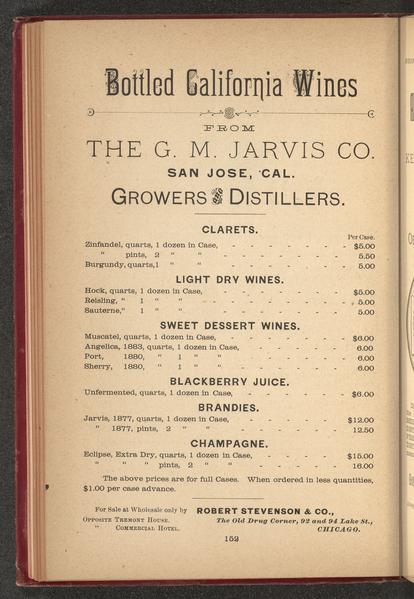 Bottled California Wines
FROM
THE G. M. JARVIS CO.
SAN JOSE, CAL.
GROWERS & DISTILLERS.
CLARETS.
Per Case.
Zinfandel, quarts, 1 dozen in Case, - - - - - - $5.00
" pints, 2 " " - - - - - - 5.50
Burgundy, quarts, 1 " " - - - - - - 5.00
LIGHT DRY WINES.
Hock, quarts, 1 dozen in Case, - - - - - - $5.00
Reisling, " 1 " " - - - - - - 5.00
Sauterne, " 1 " " - - - - - - 5.00
SWEET DESSERT WINES.
Muscatel, quarts, 1 dozen in Case, - - - - - - $6.00
Angelica, 1883, quarts, 1 dozen in Case, - - - - - 6.00
Port, 1880, " 1 " " - - - - - 6.00
Sherry, 1880, " 1 " " - - - - - 6.00
BLACKBERRY JUICE.
Unfermented, quarts, 1 dozen in Case, - - - - - $6.00
BRANDIES.
Jarvis, 1877, quarts, 1 dozen in Case, - - - - - $12.00
" 1877, pints, 2 " " - - - - - 12.50
CHAMPAGNE.
Eclipse, Extra Dry, quarts, 1 dozen in Case, - - - - $15.00
" " " pints, 2 " " - - - - 16.00
The above prices are for full Cases. When ordered in less quantities,
$1.00 per case advance.
For Sale at Wholesale only by ROBERT STEVENSON & CO.,
OPPOSITE TREMONT HOUSE. The Old Drug Corner, 92 and 94 Lake St.,
" COMMERCIAL HOTEL. CHICAGO.
152